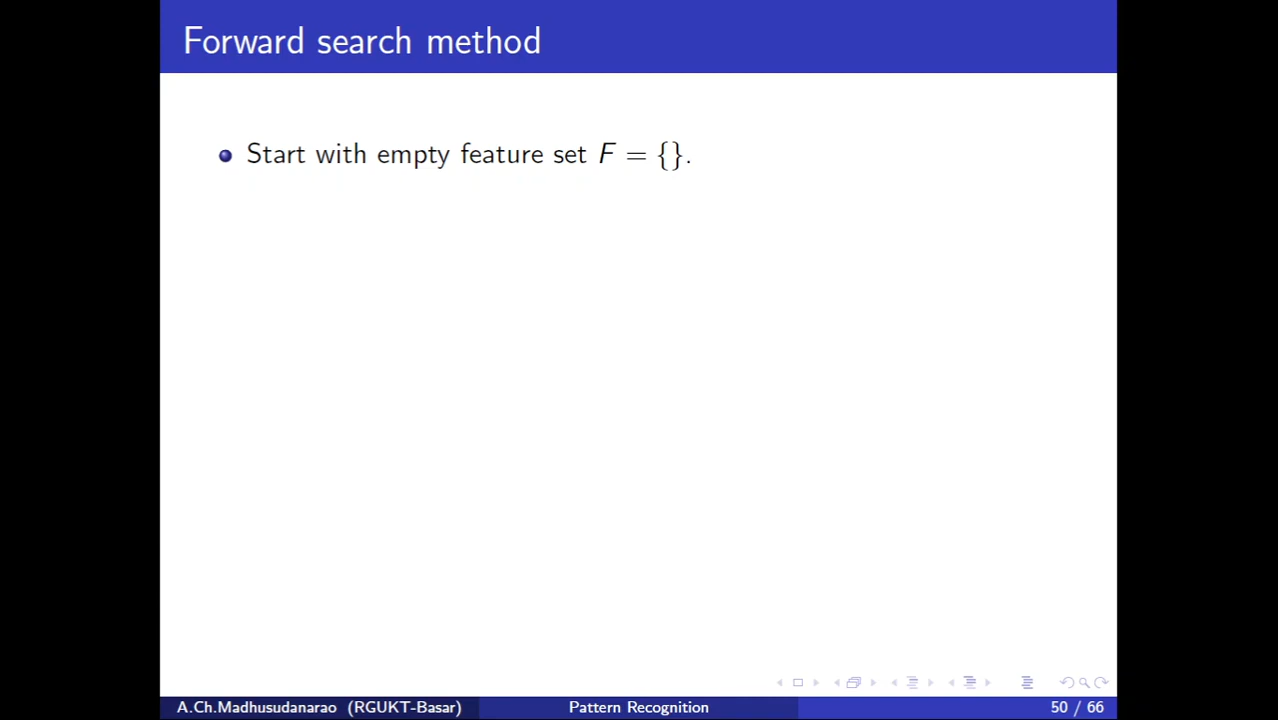 Forward search method
Start with empty feature set F = {}.
A.Ch.Madhusudanarao (RGUKT-Basar) Pattern Recognition 50 / 66